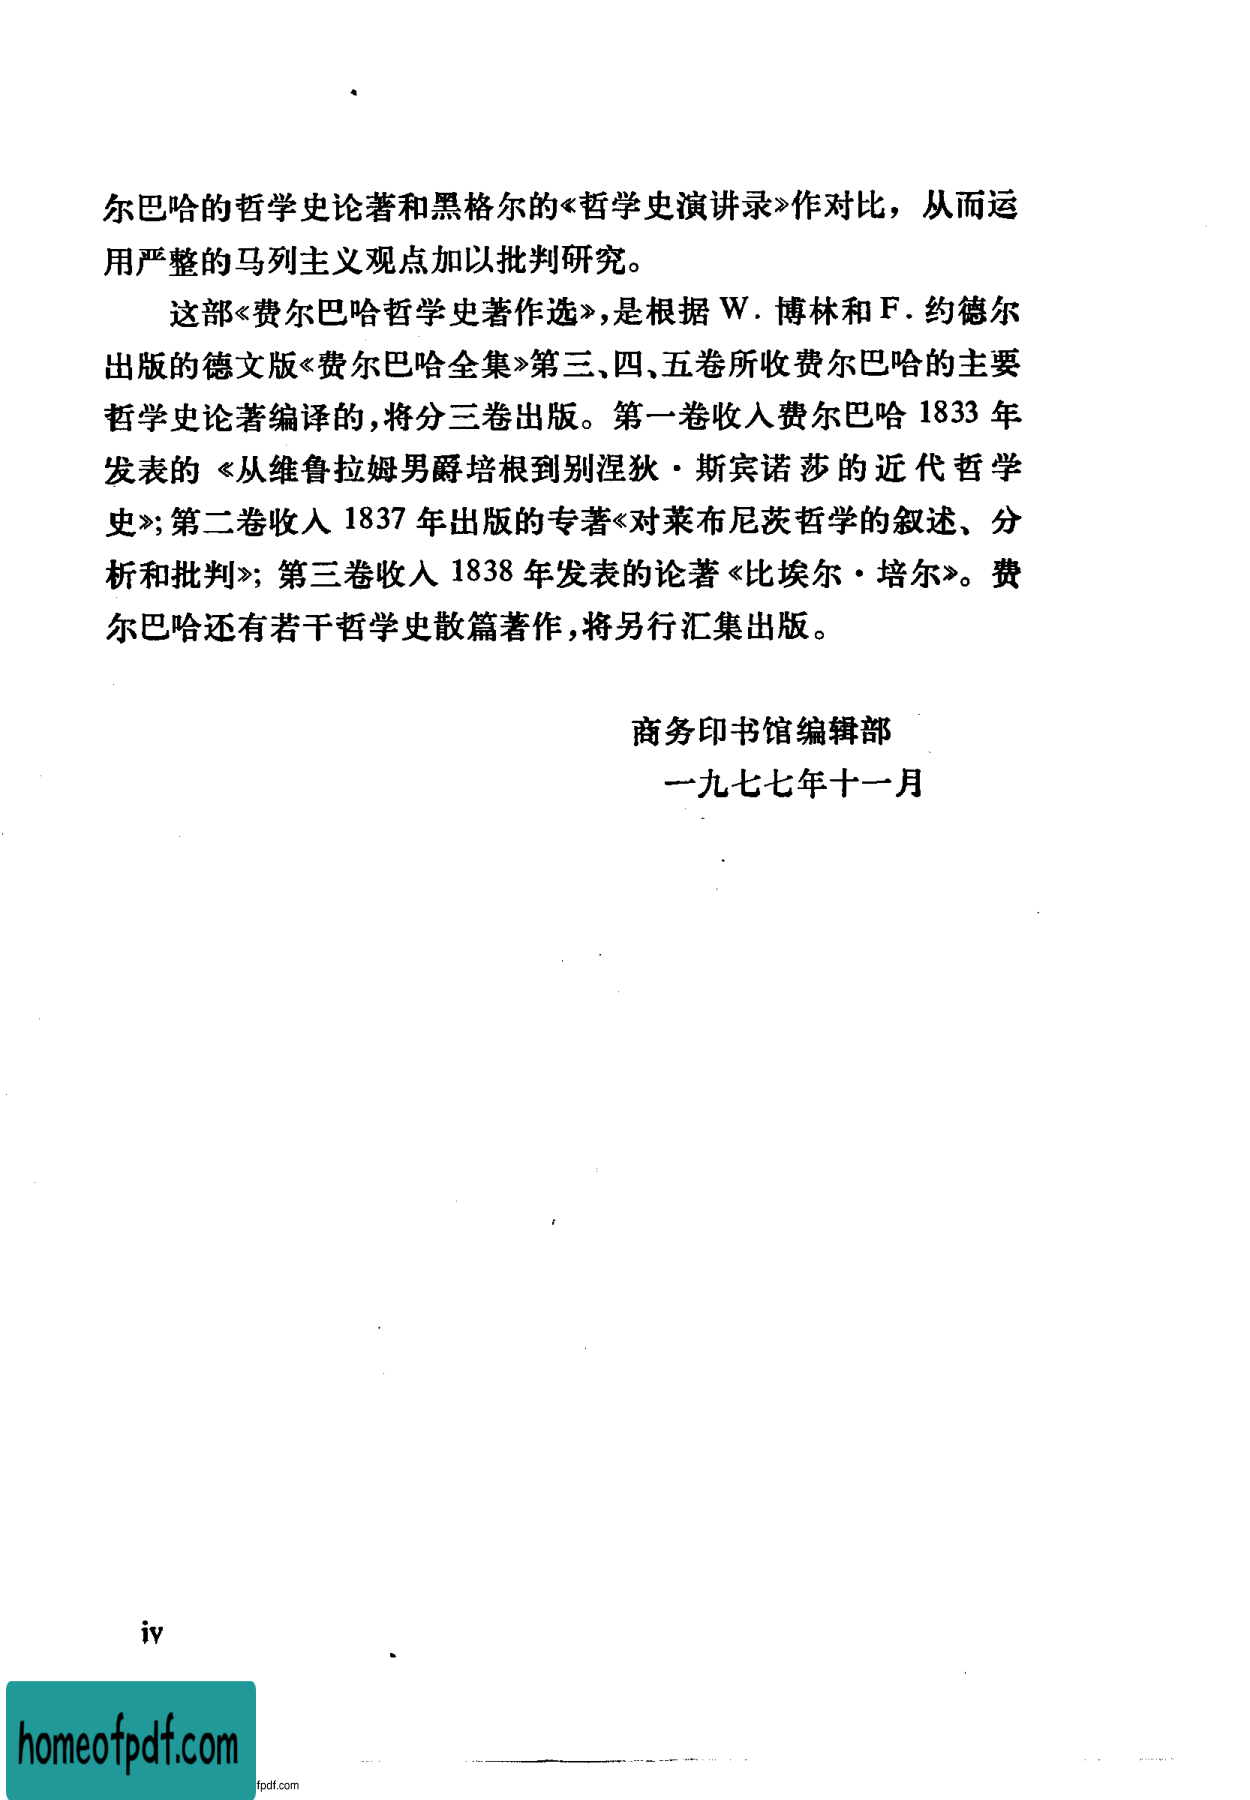 尔巴哈的哲学史论著和黑格尔的《哲学史演讲录》作对比，从而运
用严整的马列主义观点加以批判研究。
这部《费尔巴哈哲学史著作选》，是根据 W. 博林和 F. 约德尔
出版的德文版《费尔巴哈全集》第三、四、五卷所收费尔巴哈的主要
哲学史论著编译的，将分三卷出版。第一卷收入费尔巴哈 1833 年
发表的《从维鲁拉姆男爵培根到别涅狄·斯宾诺莎的近代哲学
史》；第二卷收入 1837 年出版的专著《对莱布尼茨哲学的叙述、分
析和批判》；第三卷收入 1838 年发表的论著《比埃尔·培尔》。费
尔巴哈还有若干哲学史散篇著作，将另行汇集出版。
商务印书馆编辑部
一九七七年十一月
iv
homeofpdf.com
fpdf.com